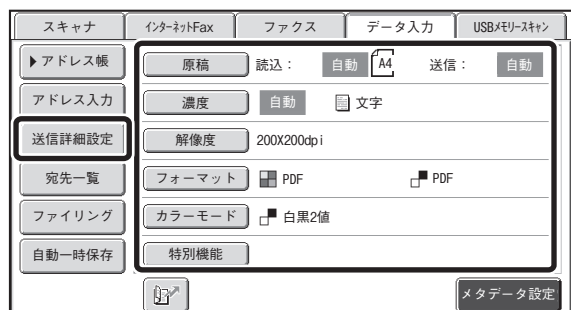 スキャナ インターネットFax ファクス データ入力 USBメモリースキャン
アドレス帳 原稿 読込： 自動 A4 送信： 自動
アドレス入力 濃度 自動 文字
送信詳細設定 解像度 200X200dpi
宛先一覧 フォーマット PDF PDF
ファイリング カラーモード 白黒2値
自動一時保存 特別機能
メタデータ設定